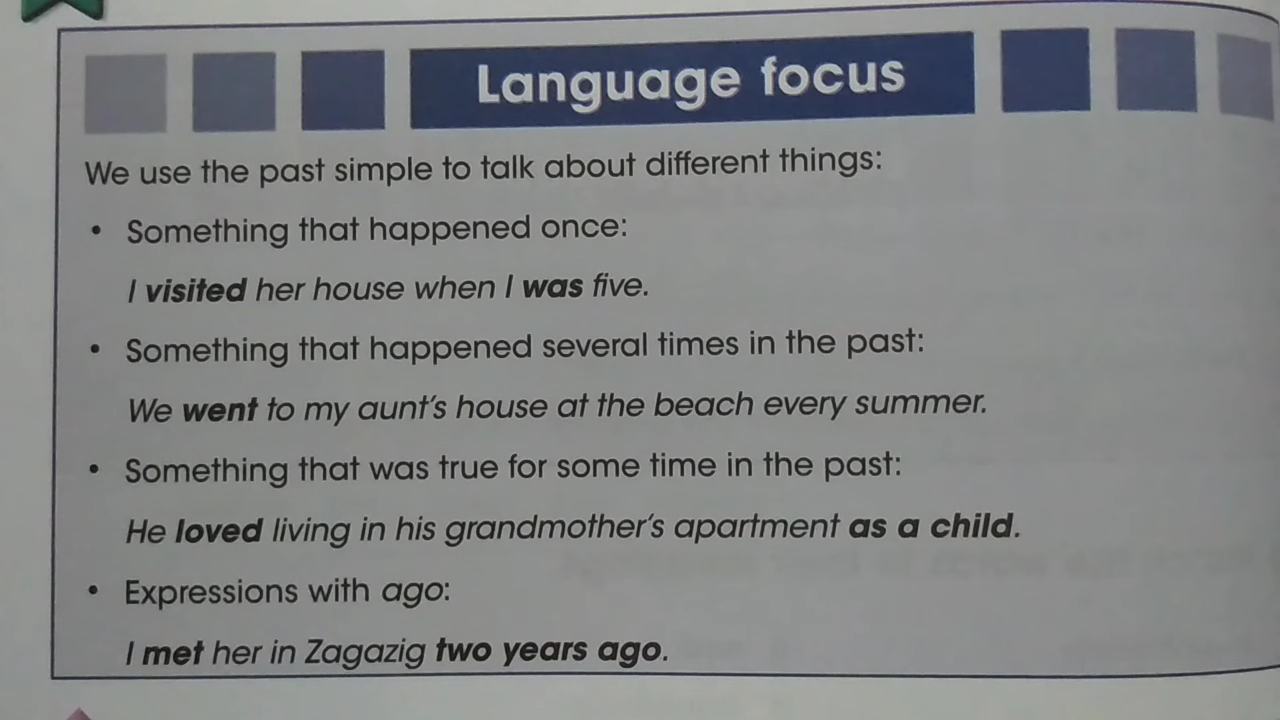 Language focus
We use the past simple to talk about different things:
• Something that happened once:
I visited her house when I was five.
• Something that happened several times in the past:
We went to my aunt's house at the beach every summer.
• Something that was true for some time in the past:
He loved living in his grandmother's apartment as a child.
• Expressions with ago:
I met her in Zagazig two years ago.